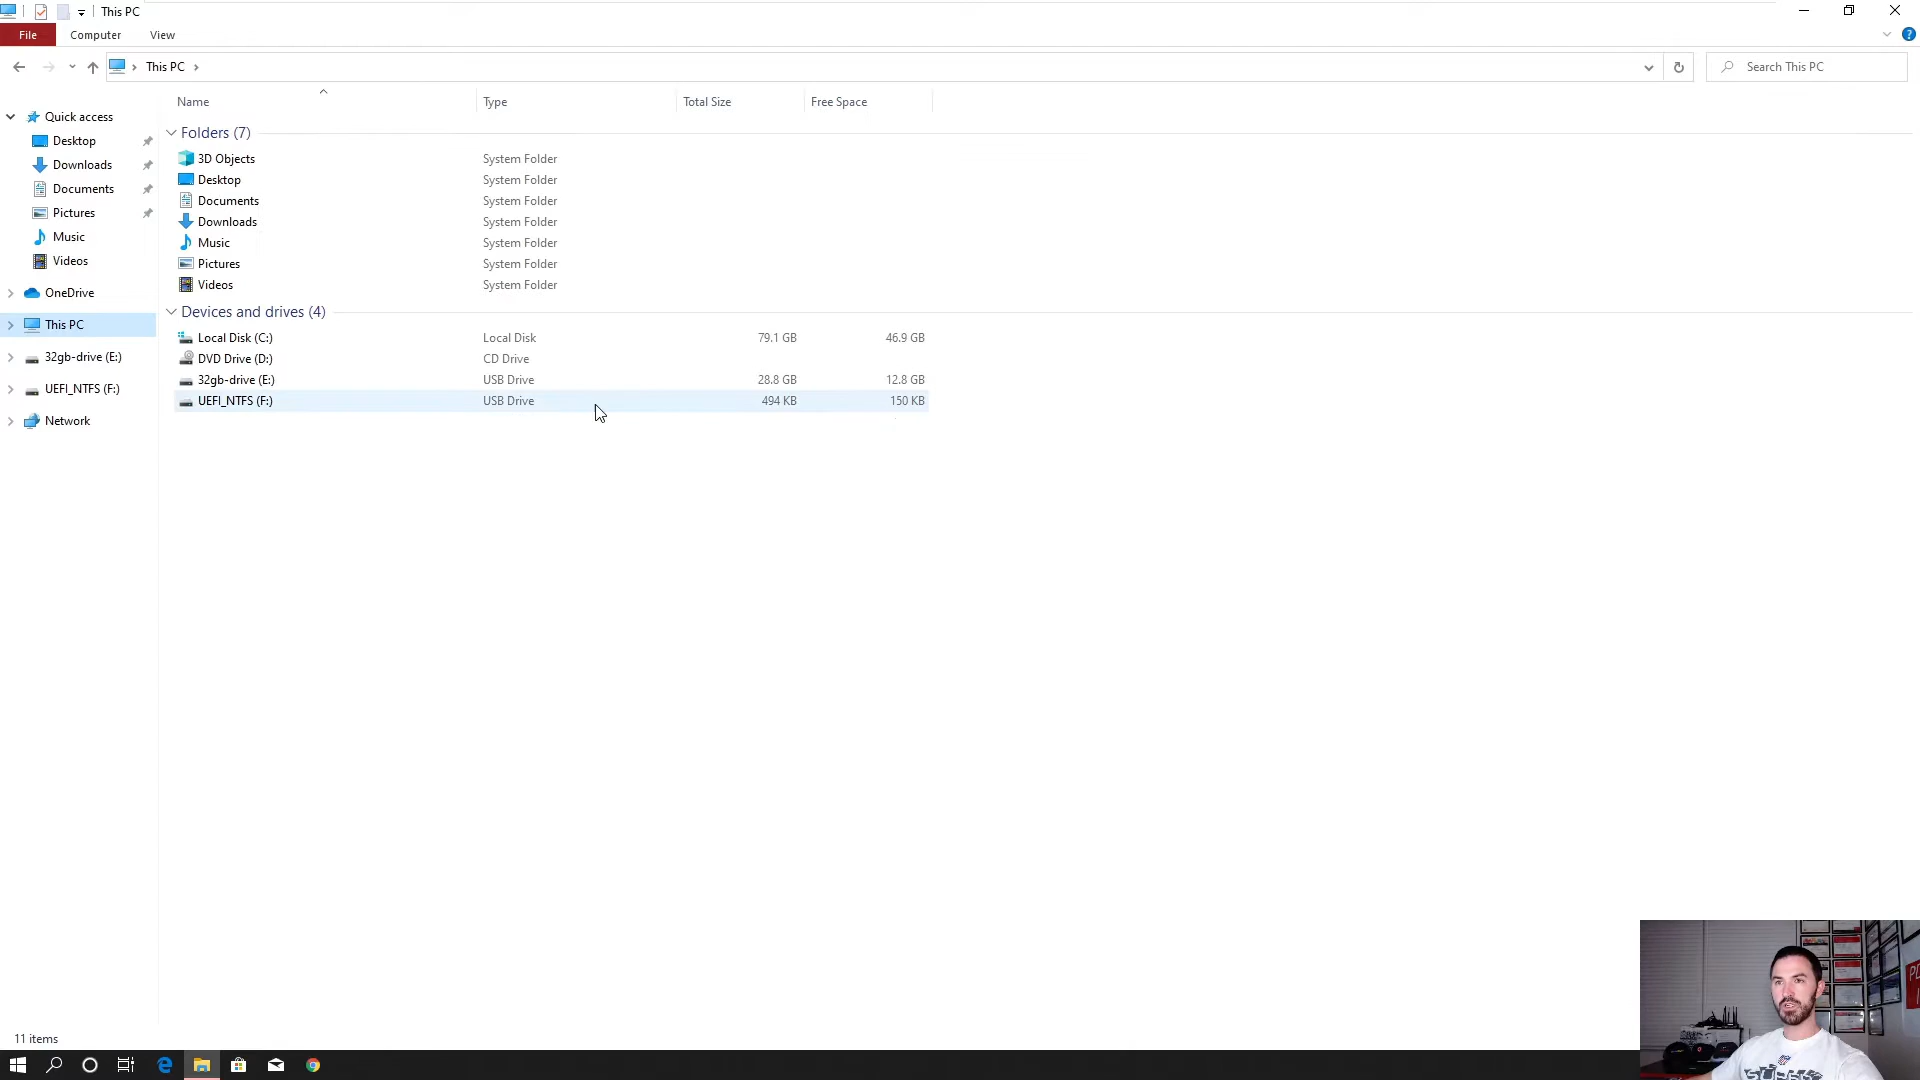 This PC
File Computer View
This PC
Search This PC
Name Type Total Size Free Space
Quick access
Desktop
Downloads
Documents
Pictures
Music
Videos
OneDrive
This PC
32gb-drive (E:)
UEFI_NTFS (F:)
Network
Folders (7)
3D Objects System Folder
Desktop System Folder
Documents System Folder
Downloads System Folder
Music System Folder
Pictures System Folder
Videos System Folder
Devices and drives (4)
Local Disk (C:) Local Disk 79.1 GB 46.9 GB
DVD Drive (D:) CD Drive
32gb-drive (E:) USB Drive 28.8 GB 12.8 GB
UEFI_NTFS (F:) USB Drive 494 KB 150 KB
11 items